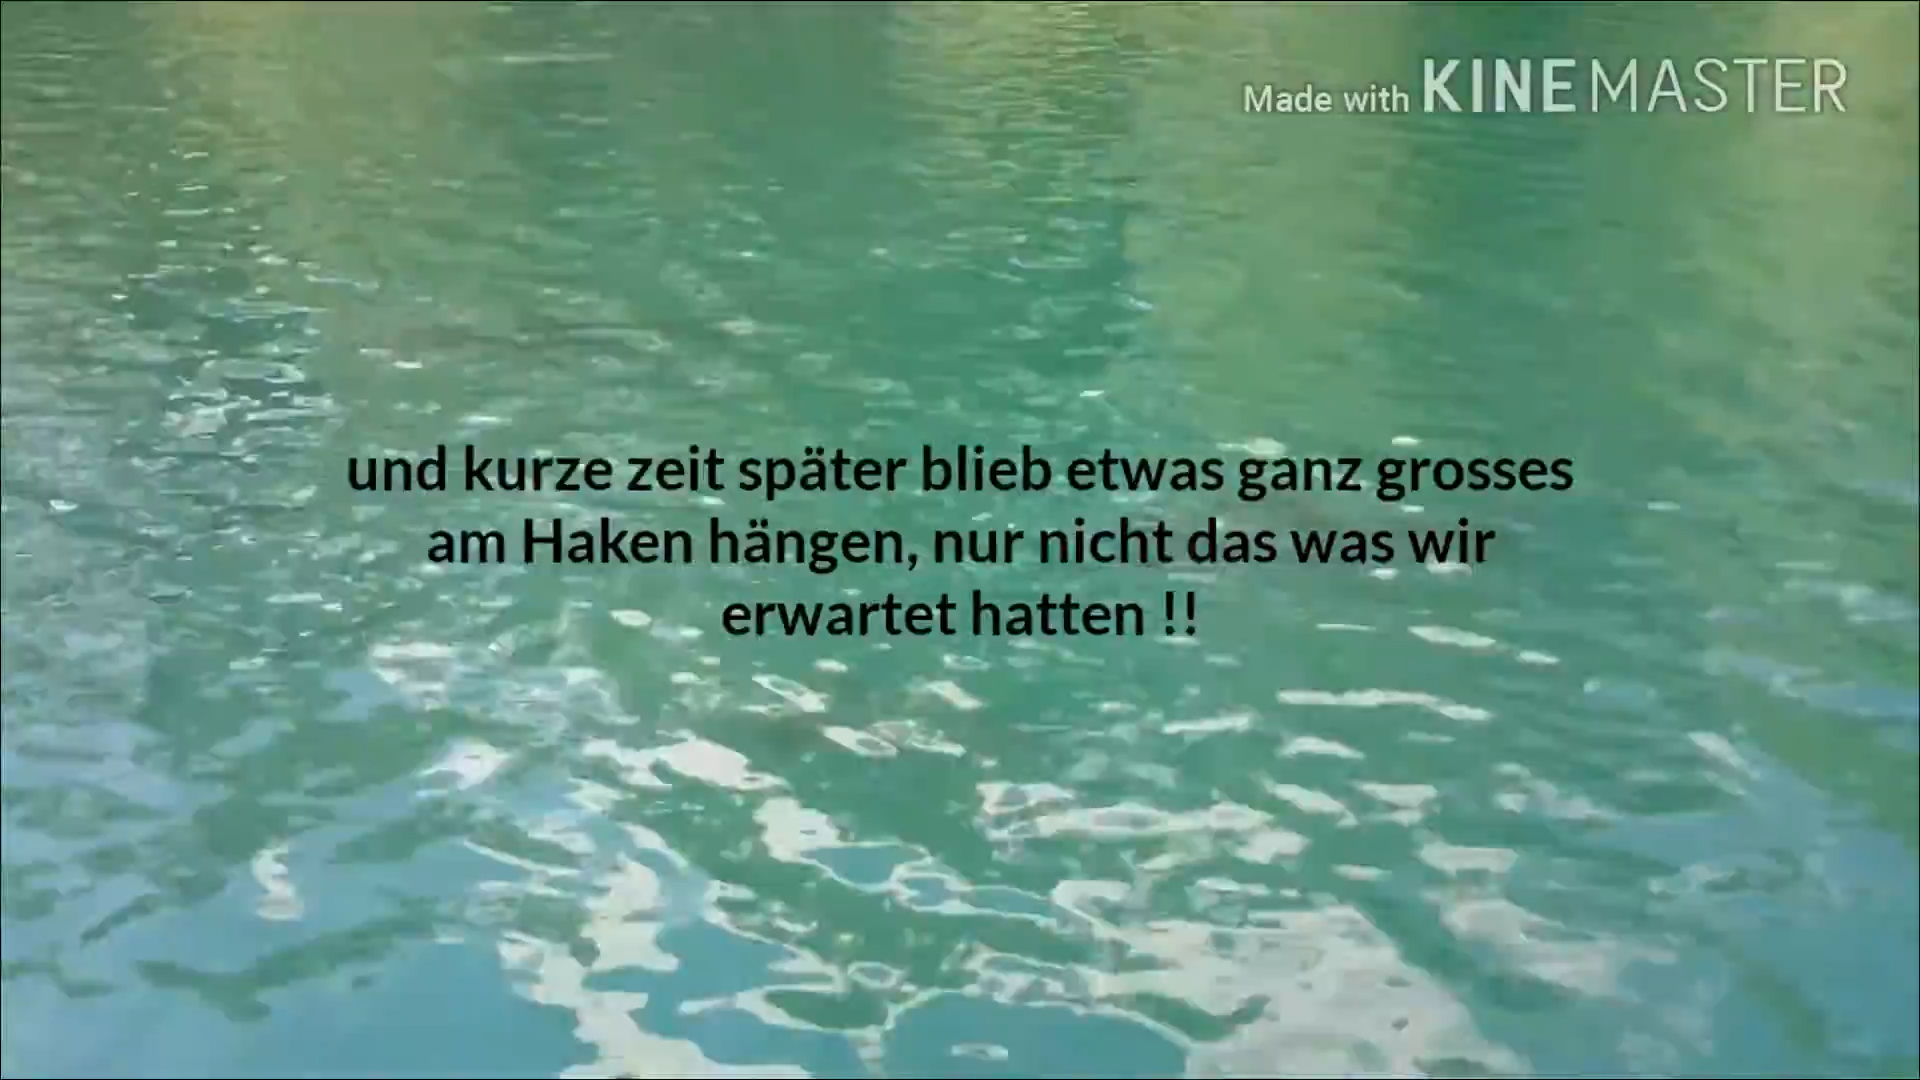 Made with KINEMASTER
und kurze zeit später blieb etwas ganz grosses
am Haken hängen, nur nicht das was wir
erwartet hatten !!